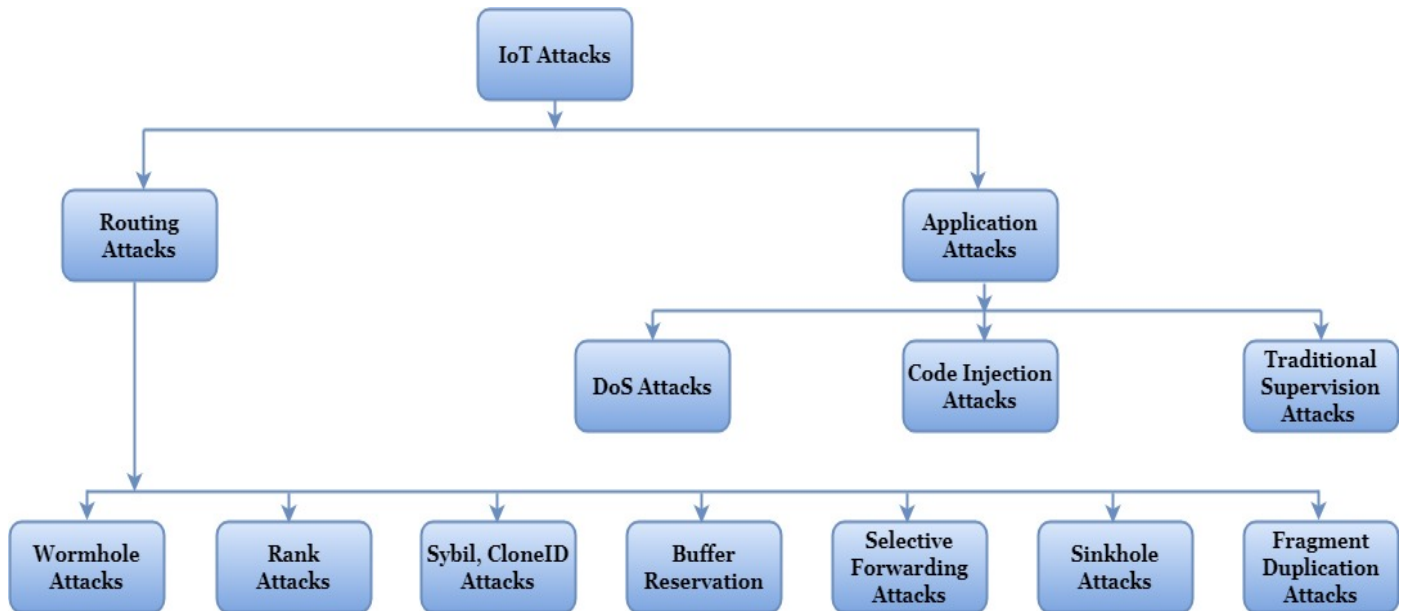 IoT Attacks
Routing
Attacks
Application
Attacks
DoS Attacks
Code Injection
Attacks
Traditional
Supervision
Attacks
Wormhole
Attacks
Rank
Attacks
Sybil, CloneID
Attacks
Buffer
Reservation
Selective
Forwarding
Attacks
Sinkhole
Attacks
Fragment
Duplication
Attacks